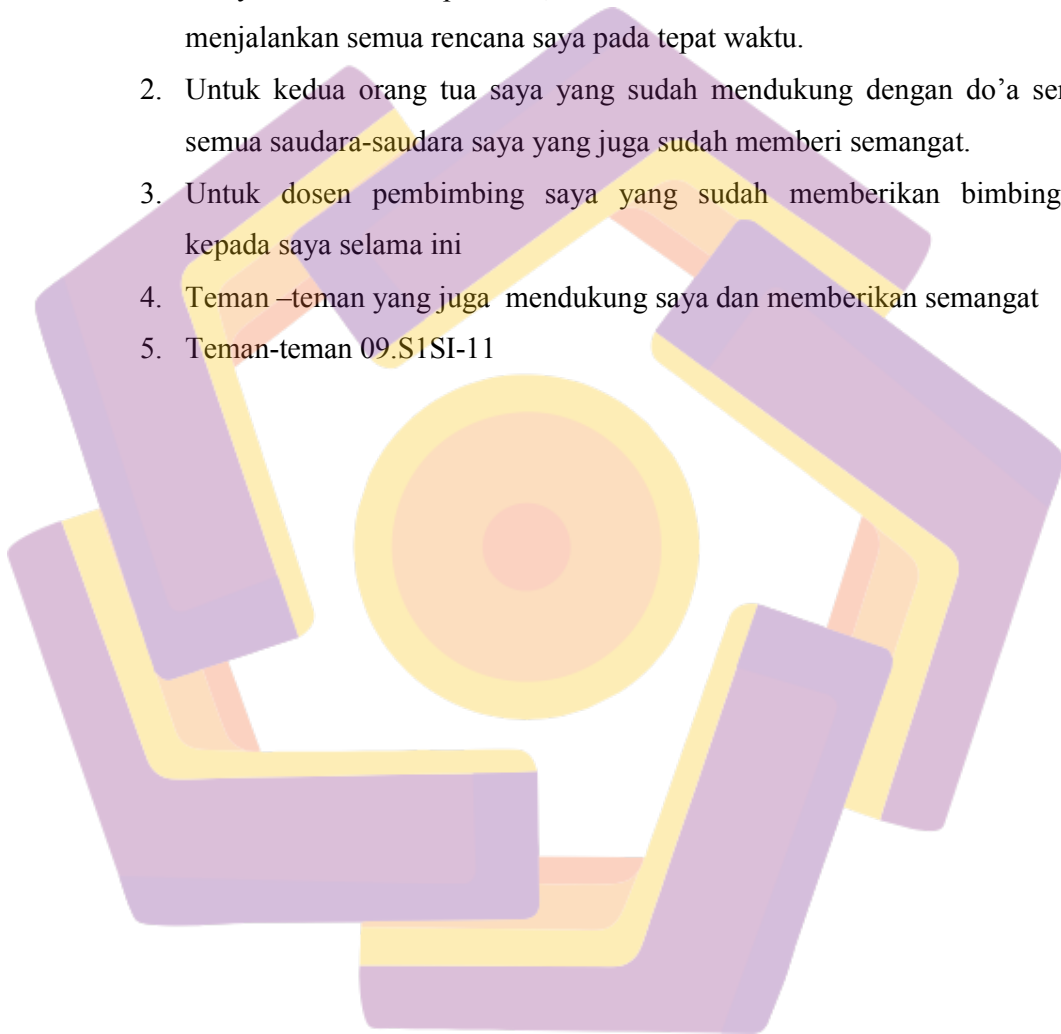 menjalankan semua rencana saya pada tepat waktu.
2. Untuk kedua orang tua saya yang sudah mendukung dengan do’a
semua saudara-saudara saya yang juga sudah memberi semangat.
3. Untuk dosen pembimbing saya yang sudah memberikan
kepada saya selama ini
4. Teman –teman yang juga mendukung saya dan memberikan semangat
5. Teman-teman 09.S1SI-11